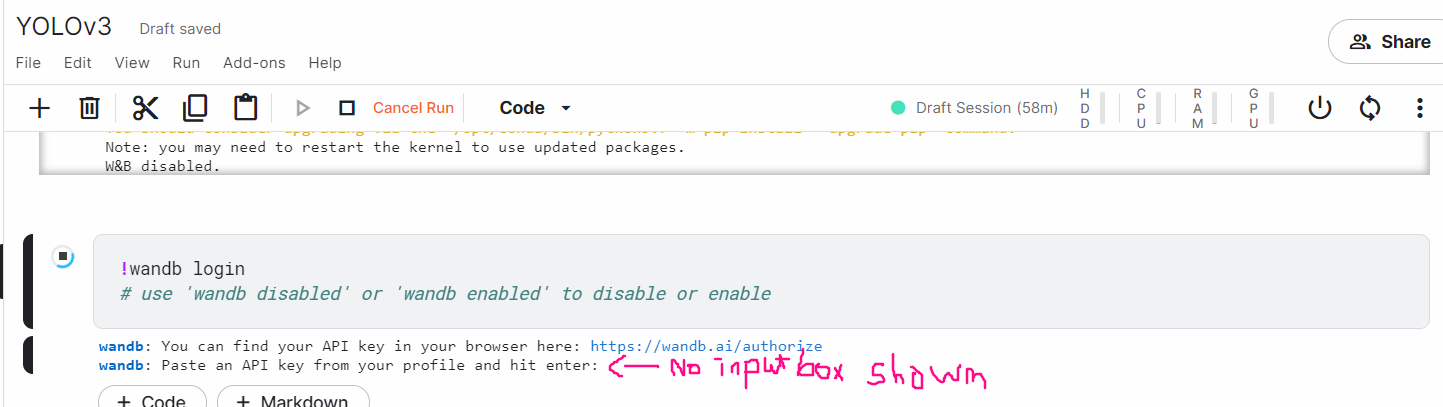 YOLOv3 Draft saved
Share
File Edit View Run Add-ons Help
Cancel Run Code Draft Session (58m) HDD CPU RAM GPU
Note: you may need to restart the kernel to use updated packages.
W&B disabled.
!wandb login
# use 'wandb disabled' or 'wandb enabled' to disable or enable
wandb: You can find your API key in your browser here: https://wandb.ai/authorize
wandb: Paste an API key from your profile and hit enter: No input box shown
+ Code + Markdown